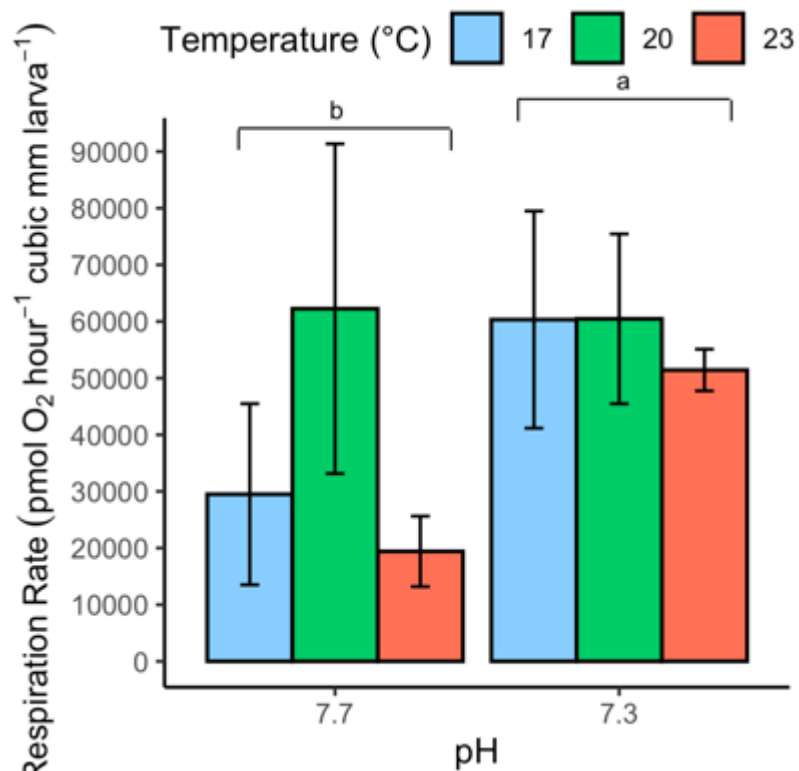 Temperature (°C) 17 20 23
a
b
Respiration Rate (pmol O₂ hour⁻¹ cubic mm larva⁻¹)
90000
80000
70000
60000
50000
40000
30000
20000
10000
0
7.7 7.3
pH